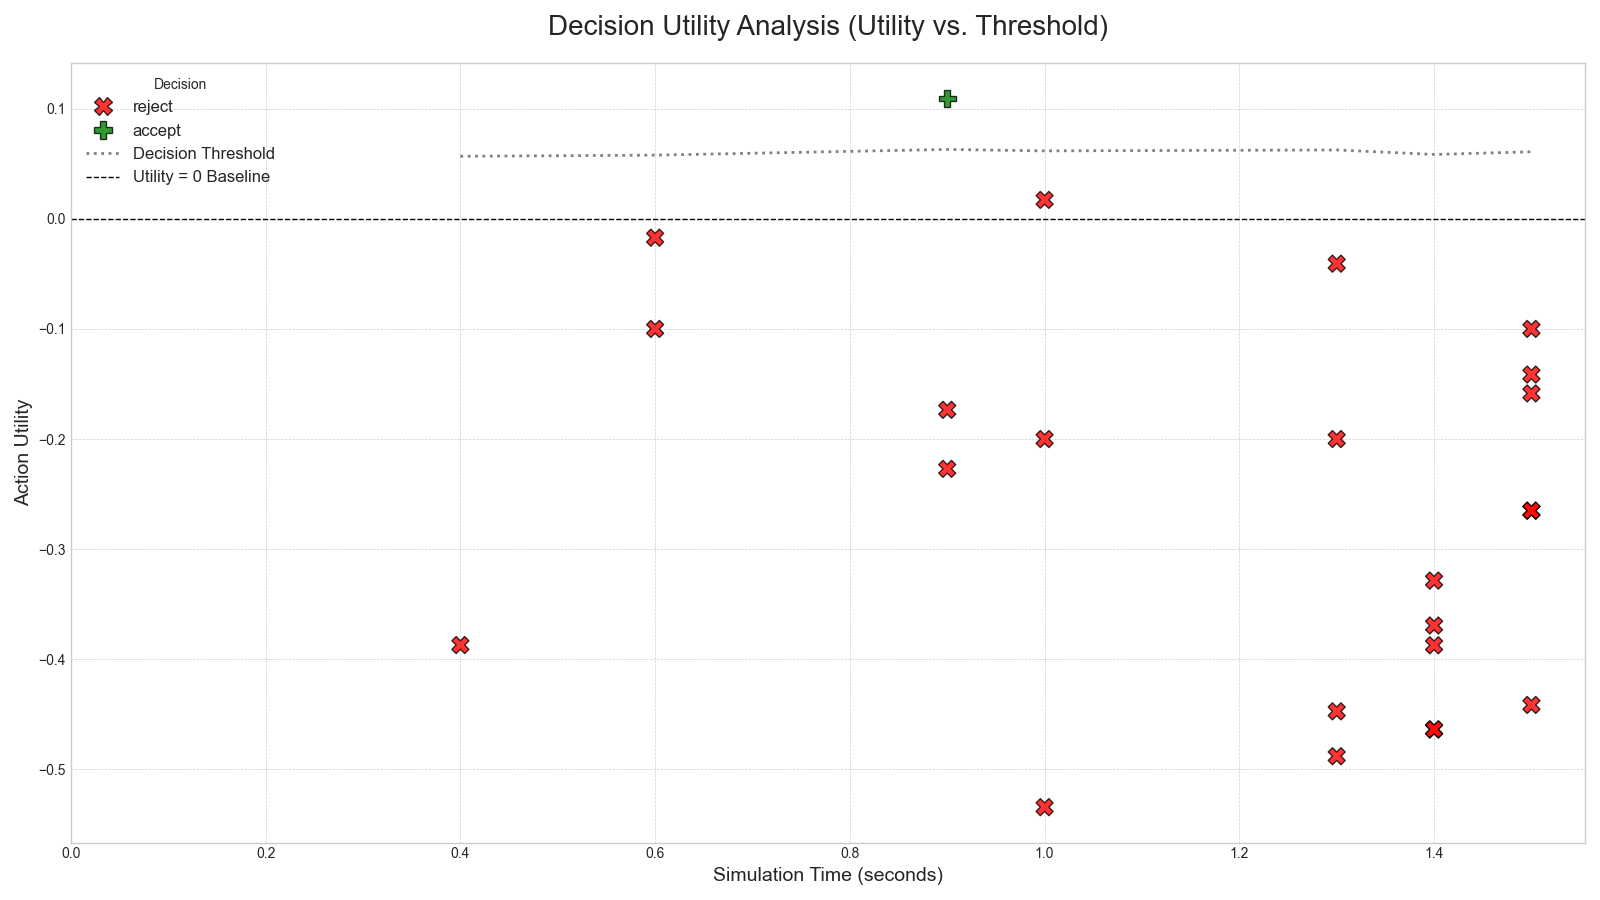 Decision Utility Analysis (Utility vs. Threshold)
Decision
reject
accept
Decision Threshold
Utility = 0 Baseline
Action Utility
0.1
0.0
−0.1
−0.2
−0.3
−0.4
−0.5
0.0 0.2 0.4 0.6 0.8 1.0 1.2 1.4
Simulation Time (seconds)